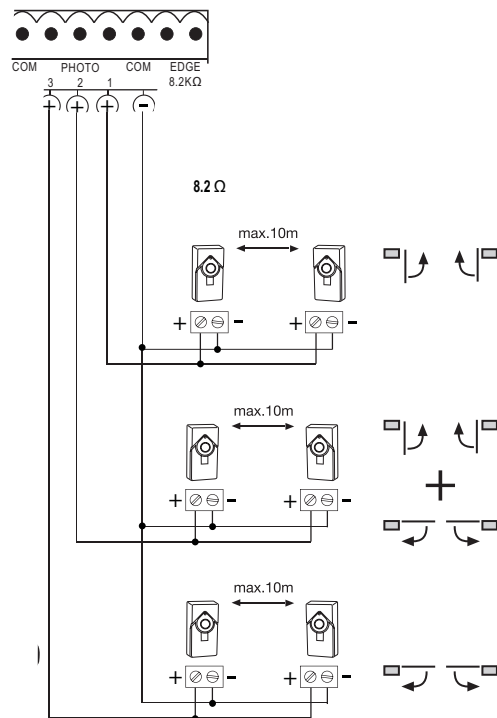 COM PHOTO COM EDGE
3 2 1 8.2KΩ
+ + + -
8.2 Ω
max.10m
+ - + -
max.10m
+ - + -
+
max.10m
)
+ - + -